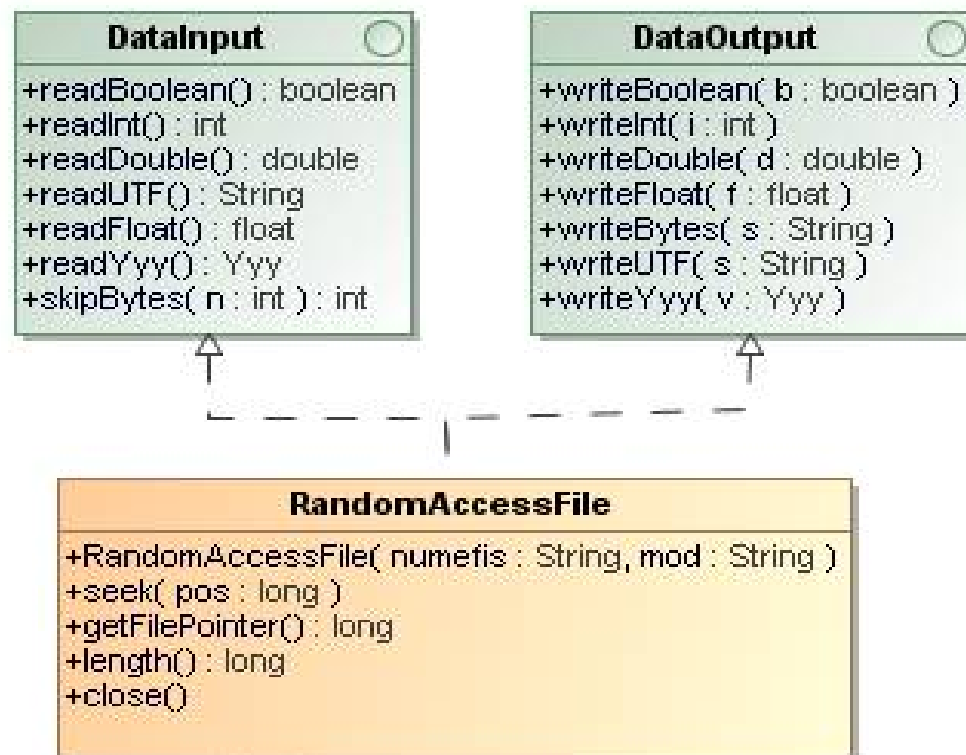 DataInput
+readBoolean() : boolean
+readInt() : int
+readDouble() : double
+readUTF() : String
+readFloat() : float
+readYyy() : Yyy
+skipBytes( n : int ) : int
DataOutput
+writeBoolean( b : boolean )
+writeInt( i : int )
+writeDouble( d : double )
+writeFloat( f : float )
+writeBytes( s : String )
+writeUTF( s : String )
+writeYyy( v : Yyy )
RandomAccessFile
+RandomAccessFile( numefis : String, mod : String )
+seek( pos : long )
+getFilePointer() : long
+length() : long
+close()